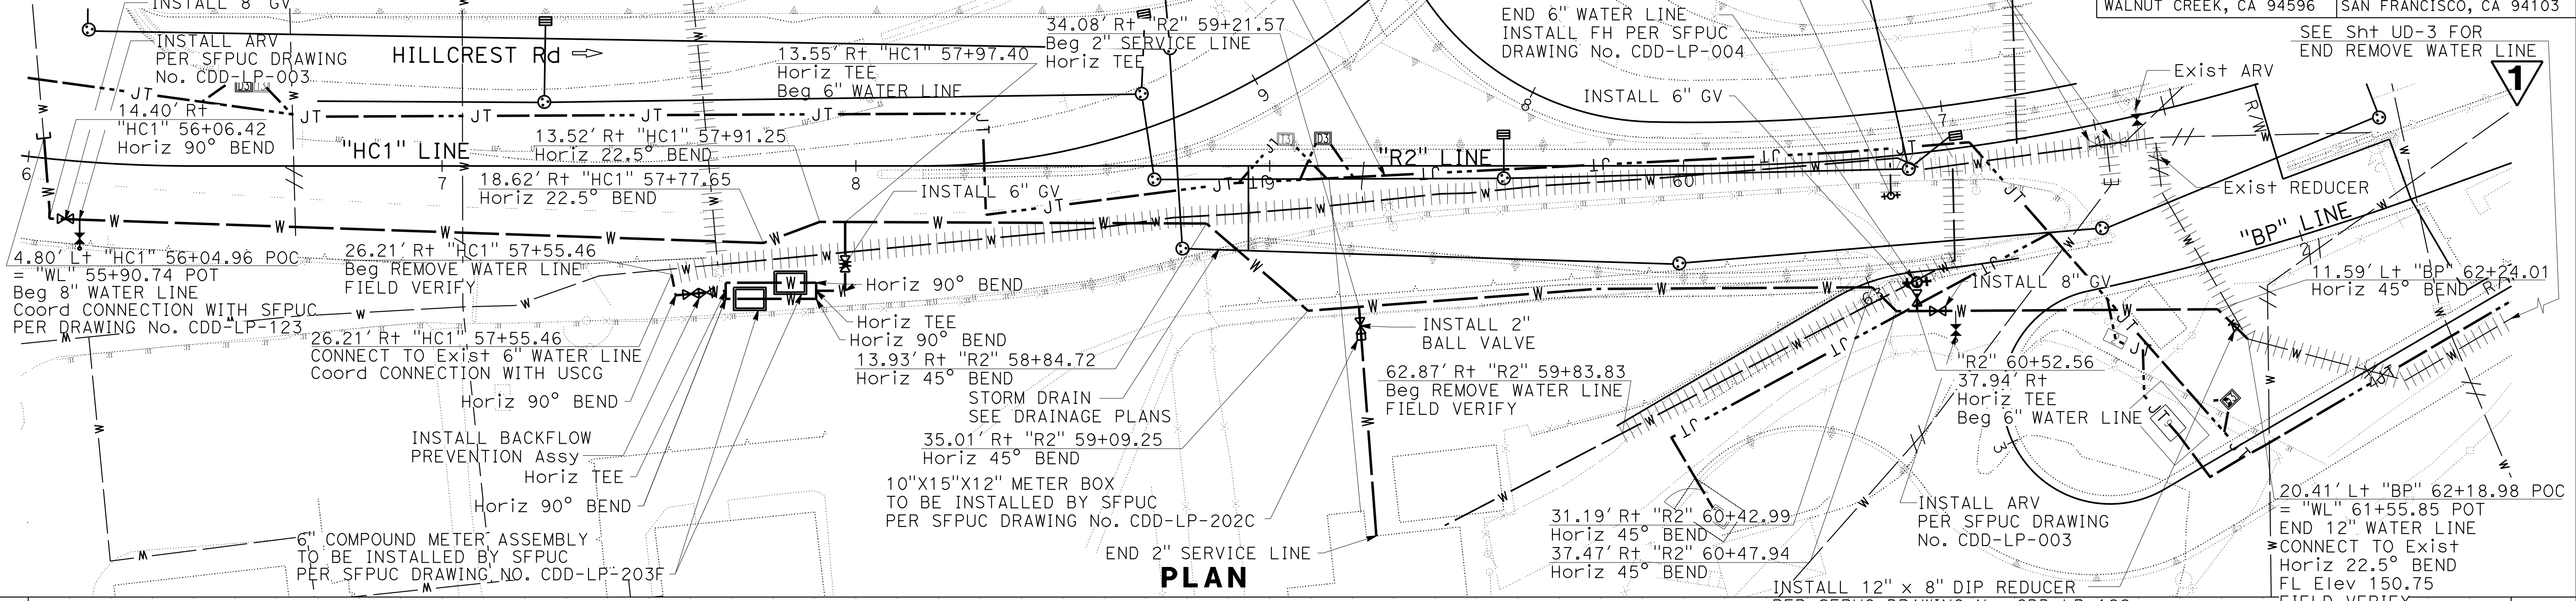 INSTALL 8" GV
INSTALL ARV
PER SFPUC DRAWING
No. CDD-LP-003
HILLCREST Rd
13.55' Rt "HC1" 57+97.40
Horiz TEE
Beg 6" WATER LINE
34.08' Rt "R2" 59+21.57
Beg 2" SERVICE LINE
Horiz TEE
END 6" WATER LINE
INSTALL FH PER SFPUC
DRAWING No. CDD-LP-004
INSTALL 6" GV
WALNUT CREEK, CA 94596
SAN FRANCISCO, CA 94103
SEE Sht UD-3 FOR
END REMOVE WATER LINE
1
Exist ARV
Exist REDUCER
R/W
14.40' Rt
"HC1" 56+06.42
Horiz 90° BEND
"HC1" LINE
13.52' Rt "HC1" 57+91.25
Horiz 22.5° BEND
18.62' Rt "HC1" 57+77.65
Horiz 22.5° BEND
INSTALL 6" GV
"R2" LINE
"BP" LINE
6
7
8
9
60
4.80' Lt "HC1" 56+04.96 POC
= "WL" 55+90.74 POT
Beg 8" WATER LINE
Coord CONNECTION WITH SFPUC
PER DRAWING No. CDD-LP-123
26.21' Rt "HC1" 57+55.46
Beg REMOVE WATER LINE
FIELD VERIFY
26.21' Rt "HC1" 57+55.46
CONNECT TO Exist 6" WATER LINE
Coord CONNECTION WITH USCG
Horiz 90° BEND
INSTALL BACKFLOW
PREVENTION Assy
Horiz TEE
Horiz 90° BEND
6" COMPOUND METER ASSEMBLY
TO BE INSTALLED BY SFPUC
PER SFPUC DRAWING NO. CDD-LP-203F
Horiz 90° BEND
Horiz TEE
Horiz 90° BEND
13.93' Rt "R2" 58+84.72
Horiz 45° BEND
STORM DRAIN
SEE DRAINAGE PLANS
35.01' Rt "R2" 59+09.25
Horiz 45° BEND
10"X15"X12" METER BOX
TO BE INSTALLED BY SFPUC
PER SFPUC DRAWING No. CDD-LP-202C
END 2" SERVICE LINE
INSTALL 2"
BALL VALVE
62.87' Rt "R2" 59+83.83
Beg REMOVE WATER LINE
FIELD VERIFY
31.19' Rt "R2" 60+42.99
Horiz 45° BEND
37.47' Rt "R2" 60+47.94
Horiz 45° BEND
INSTALL 8" GV
"R2" 60+52.56
37.94' Rt
Horiz TEE
Beg 6" WATER LINE
INSTALL ARV
PER SFPUC DRAWING
No. CDD-LP-003
11.59' Lt "BP" 62+24.01
Horiz 45° BEND
20.41' Lt "BP" 62+18.98 POC
= "WL" 61+55.85 POT
END 12" WATER LINE
CONNECT TO Exist
Horiz 22.5° BEND
FL Elev 150.75
FIELD VERIFY
INSTALL 12" x 8" DIP REDUCER
PLAN